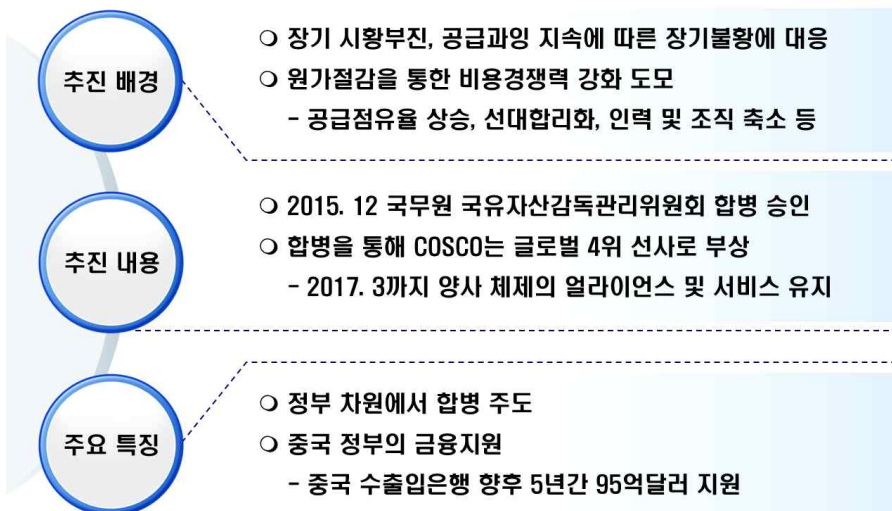 추진 배경
○ 장기 시황부진, 공급과잉 지속에 따른 장기불황에 대응
○ 원가절감을 통한 비용경쟁력 강화 도모
- 공급점유율 상승, 선대합리화, 인력 및 조직 축소 등
추진 내용
○ 2015. 12 국무원 국유자산감독관리위원회 합병 승인
○ 합병을 통해 COSCO는 글로벌 4위 선사로 부상
- 2017. 3까지 양사 체제의 얼라이언스 및 서비스 유지
주요 특징
○ 정부 차원에서 합병 주도
○ 중국 정부의 금융지원
- 중국 수출입은행 향후 5년간 95억달러 지원